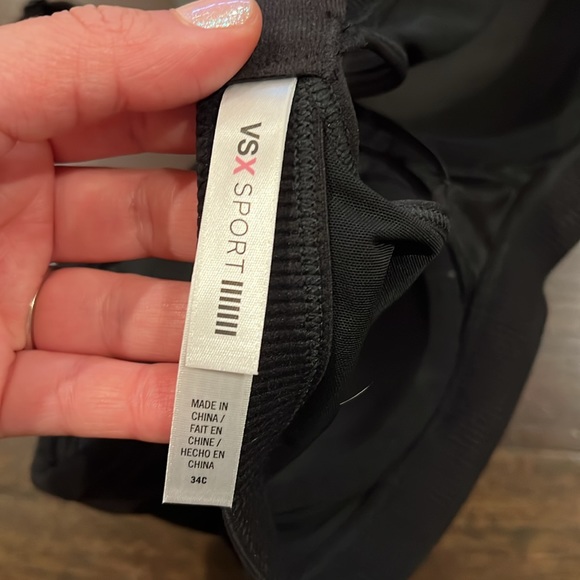 VSX SPORT
MADE IN
CHINA /
FAIT EN
CHINE /
HECHO EN
CHINA
34C